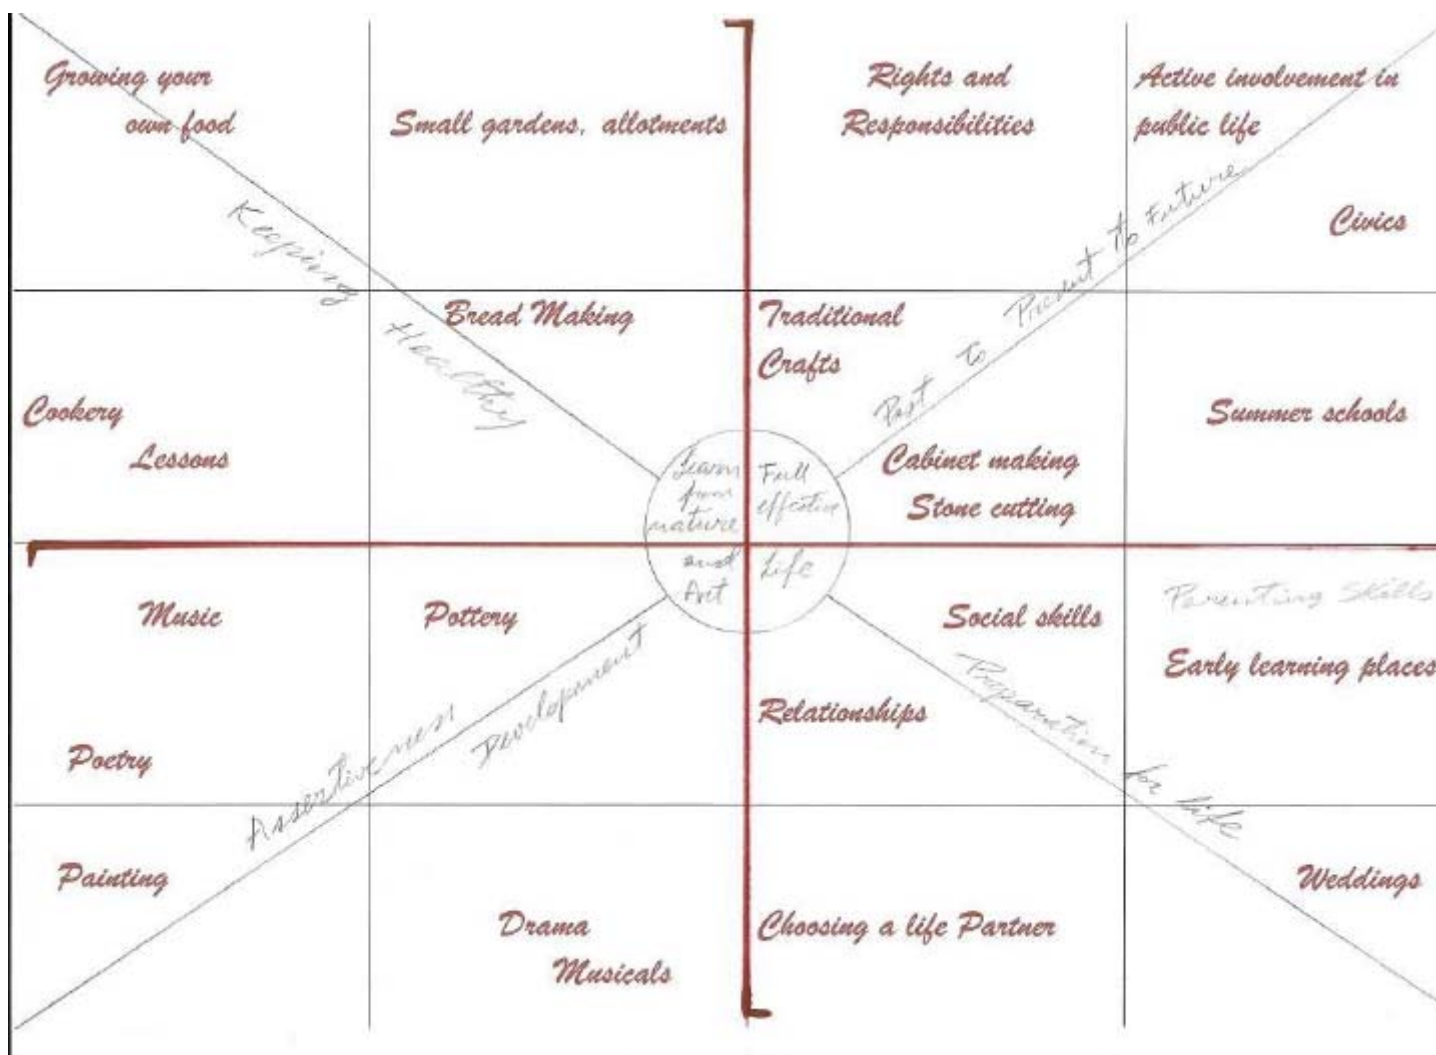 Growing your
own food
Small gardens, allotments
Rights and
Responsibilities
Active involvement in
public life
Civics
Keeping
Healthy
Past to Present to Future
Bread Making
Traditional
Crafts
Cookery
Lessons
Summer schools
Cabinet making
Stone cutting
Learn
from
nature
and
Art
Full
effective
Life
Music
Pottery
Poetry
Painting
Assertiveness
Development
Drama
Musicals
Social skills
Parenting Skills
Early learning places
Relationships
Preparation for life
Weddings
Choosing a life Partner